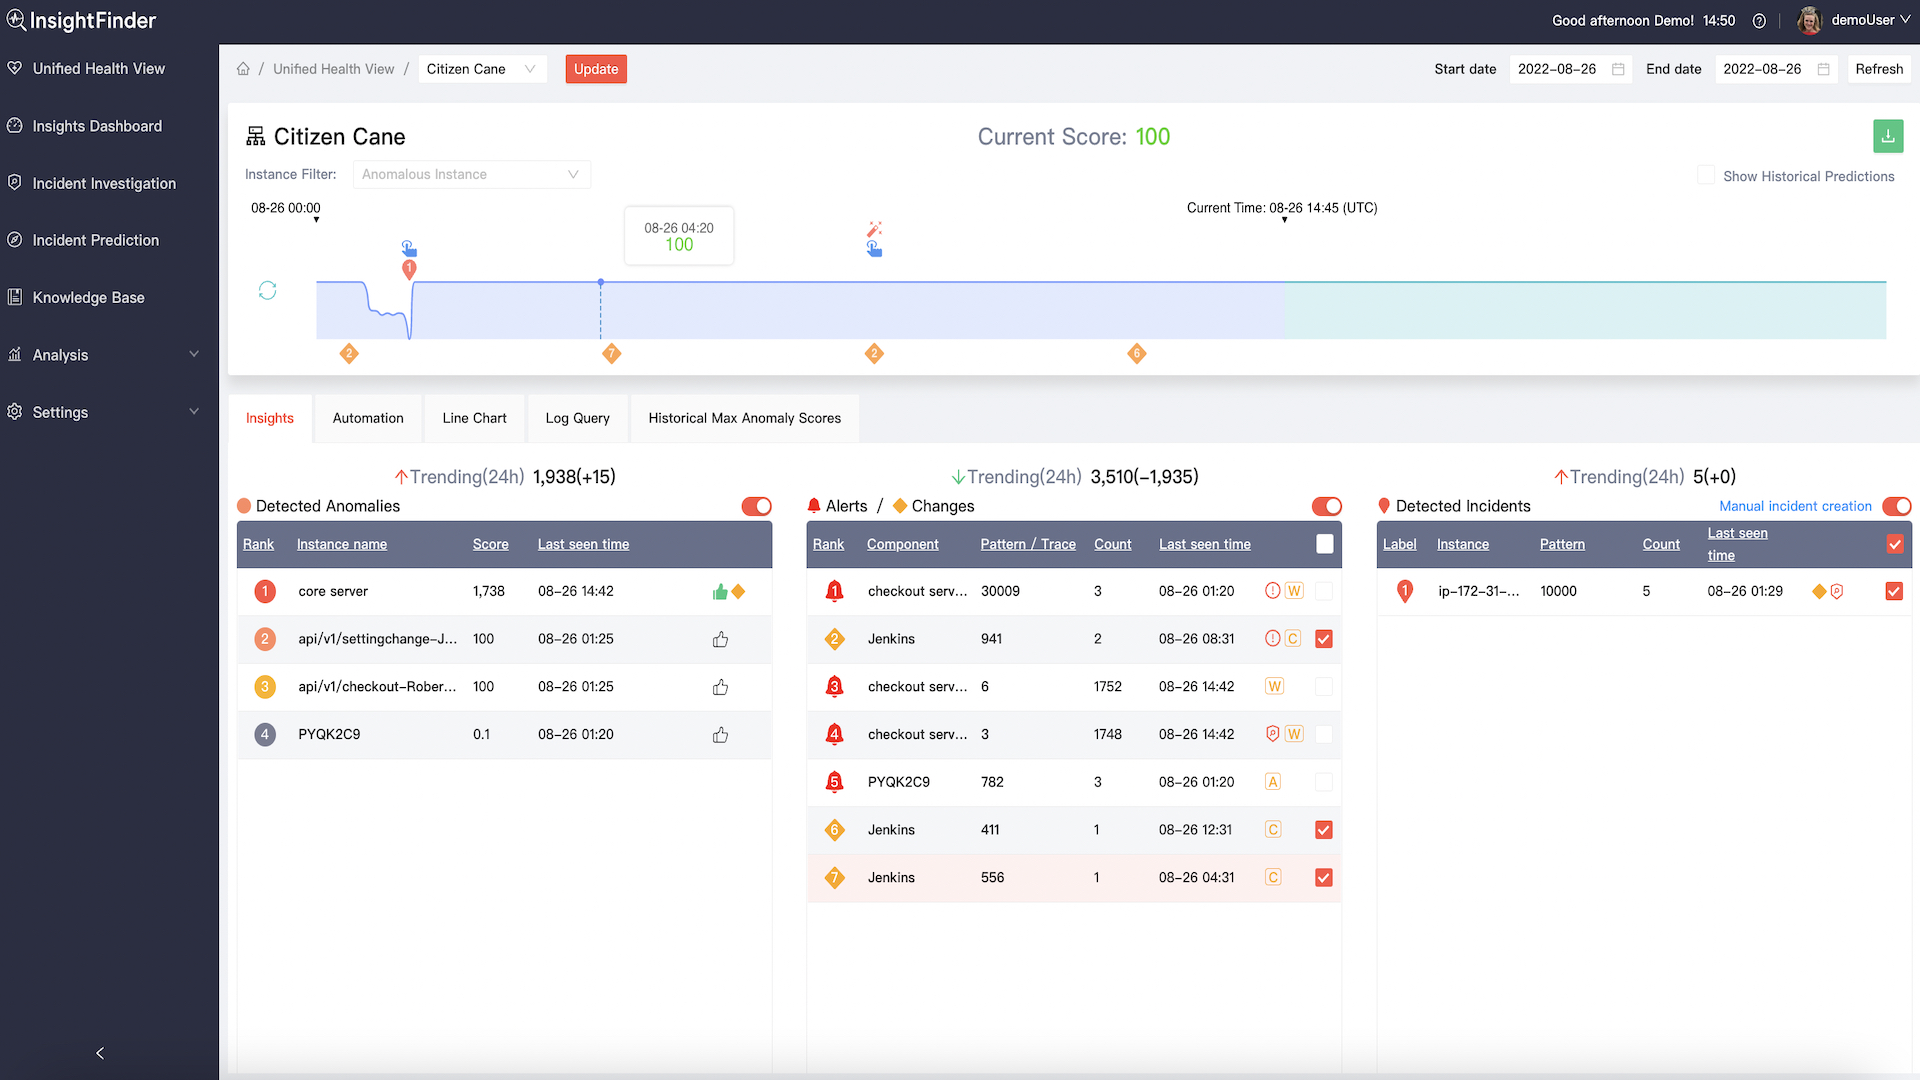 InsightFinder
Good afternoon Demo! 14:50
demoUser
Unified Health View
Insights Dashboard
Incident Investigation
Incident Prediction
Knowledge Base
Analysis
Settings
/ Unified Health View / Citizen Cane
Update
Start date 2022-08-26
End date 2022-08-26
Refresh
Citizen Cane
Current Score: 100
Instance Filter: Anomalous Instance
Show Historical Predictions
08-26 00:00
Current Time: 08-26 14:45 (UTC)
08-26 04:20
100
1
2 7 2 6
Insights
Automation
Line Chart
Log Query
Historical Max Anomaly Scores
Trending(24h) 1,938(+15)
Detected Anomalies
Rank Instance name Score Last seen time
1 core server 1,738 08-26 14:42
2 api/v1/settingchange-J... 100 08-26 01:25
3 api/v1/checkout-Rober... 100 08-26 01:25
4 PYQK2C9 0.1 08-26 01:20
Trending(24h) 3,510(-1,935)
Alerts / Changes
Rank Component Pattern / Trace Count Last seen time
1 checkout serv... 30009 3 08-26 01:20 W
2 Jenkins 941 2 08-26 08:31 C
3 checkout serv... 6 1752 08-26 14:42 W
4 checkout serv... 3 1748 08-26 14:42 W
5 PYQK2C9 782 3 08-26 01:20 A
6 Jenkins 411 1 08-26 12:31 C
7 Jenkins 556 1 08-26 04:31 C
Trending(24h) 5(+0)
Detected Incidents
Manual incident creation
Label Instance Pattern Count Last seen
time
1 ip-172-31-... 10000 5 08-26 01:29